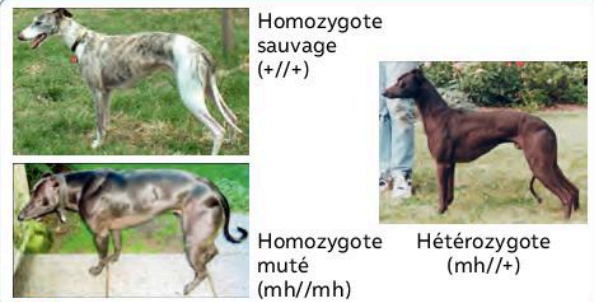 Homozygote
sauvage
(+//+)
Homozygote
muté
(mh//mh)
Hétérozygote
(mh//+)